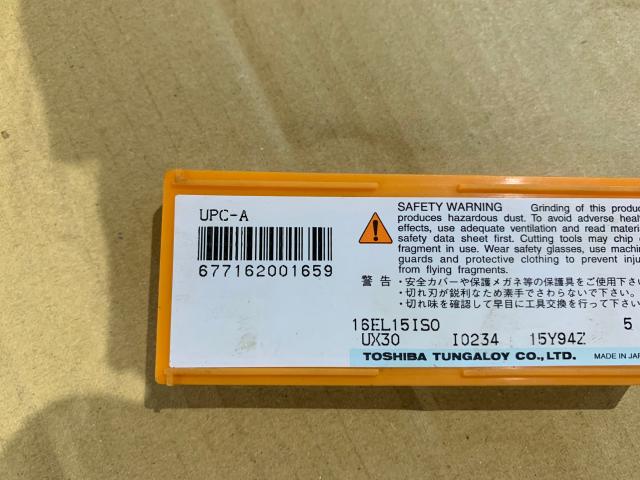 UPC-A
677162001659
SAFETY WARNING Grinding of this
produces hazardous dust. To avoid adverse
effects, use adequate ventilation and read
safety data sheet first. Cutting tools may chip
fragment in use. Wear safety glasses, use
guards and protective clothing to prevent
from flying fragments.
警告・安全カバーや保護メガネ等の保護具をご使用下さ
・切れ刃が鋭利なため素手でさわらないで下さい。
・切れ味を確認して早目に工具交換を行って下さい
16EL15ISO 5
UX30 I0234 15Y94Z
TOSHIBA TUNGALOY CO., LTD. MADE IN